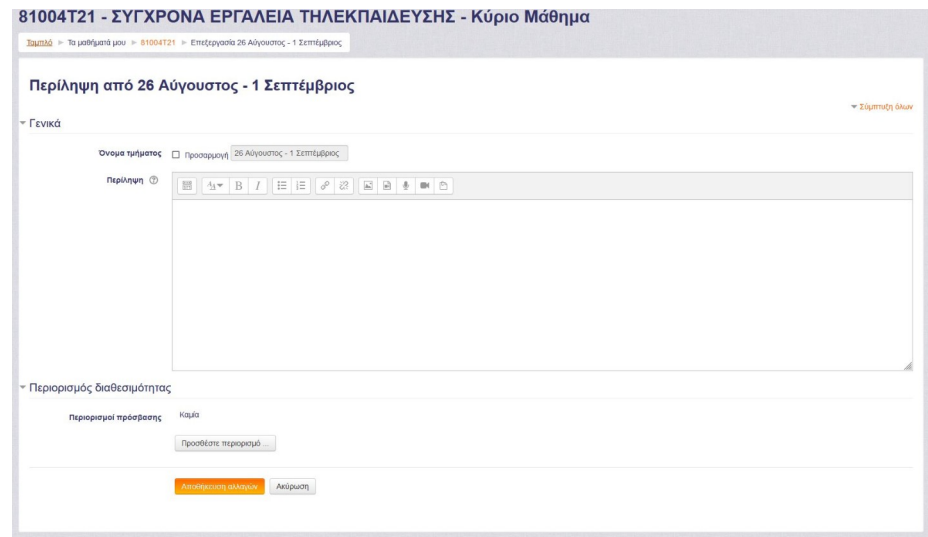 81004T21 - ΣΥΓΧΡΟΝΑ ΕΡΓΑΛΕΙΑ ΤΗΛΕΚΠΑΙΔΕΥΣΗΣ - Κύριο Μάθημα
Ταμπλό ► Τα μαθήματά μου ► 81004T21 ► Επεξεργασία 26 Αύγουστος - 1 Σεπτέμβριος
Περίληψη από 26 Αύγουστος - 1 Σεπτέμβριος
Σύμπτυξη όλων
Γενικά
Όνομα τμήματος Προσαρμογή 26 Αύγουστος - 1 Σεπτέμβριος
Περίληψη
B I
Περιορισμός διαθεσιμότητας
Περιορισμοί πρόσβασης Καμία
Προσθέστε περιορισμό ...
Αποθήκευση αλλαγών Ακύρωση